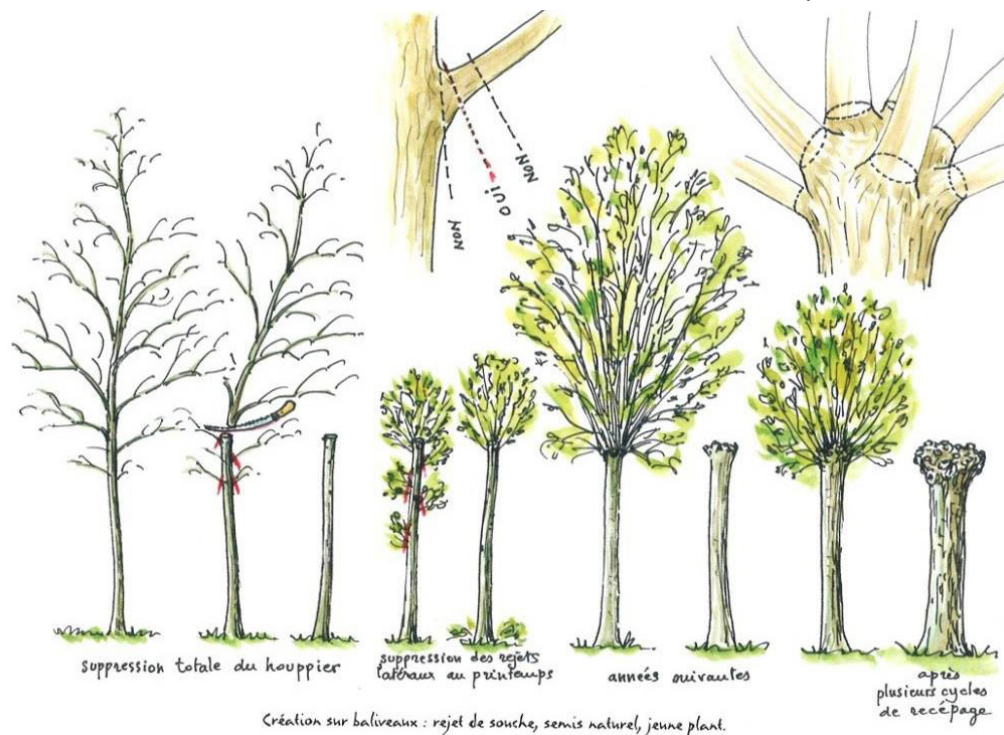 NON
OUI
NON
suppression totale du houppier
suppression des rejets
latéraux au printemps
années suivantes
après
plusieurs cycles
de recépage
Création sur baliveaux : rejet de souche, semis naturel, jeune plant.